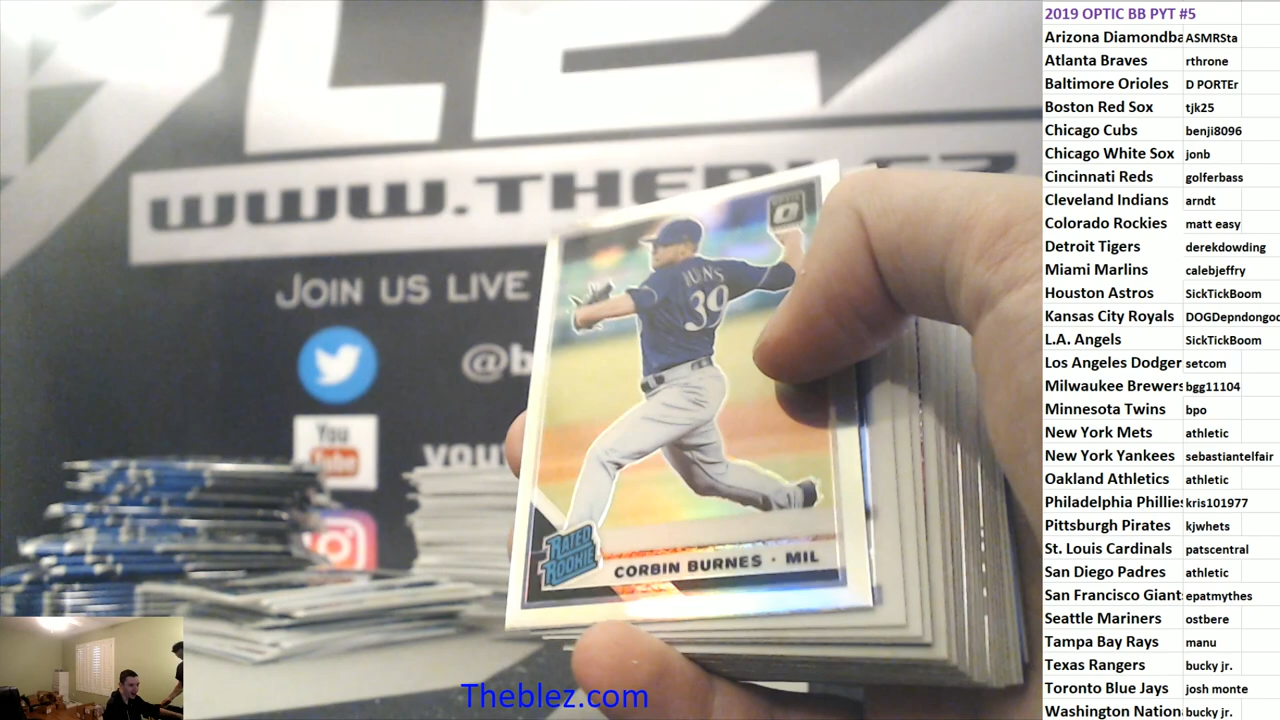 LE
WWW.THEBLEZ
JOIN US LIVE
@b
You
Tube
YOU
39
RATED
ROOKIE
CORBIN BURNES · MIL
Theblez.com
2019 OPTIC BB PYT #5
Arizona Diamondba ASMRSta
Atlanta Braves rthrone
Baltimore Orioles D PORTEr
Boston Red Sox tjk25
Chicago Cubs benji8096
Chicago White Sox jonb
Cincinnati Reds golferbass
Cleveland Indians arndt
Colorado Rockies matt easy
Detroit Tigers derekdowding
Miami Marlins calebjeffry
Houston Astros SickTickBoom
Kansas City Royals DOGDepndongod
L.A. Angels SickTickBoom
Los Angeles Dodger setcom
Milwaukee Brewers bgg11104
Minnesota Twins bpo
New York Mets athletic
New York Yankees sebastiantelfair
Oakland Athletics athletic
Philadelphia Phillies kris101977
Pittsburgh Pirates kjwhets
St. Louis Cardinals patscentral
San Diego Padres athletic
San Francisco Giants epatmythes
Seattle Mariners ostbere
Tampa Bay Rays manu
Texas Rangers bucky jr.
Toronto Blue Jays josh monte
Washington Nation bucky jr.